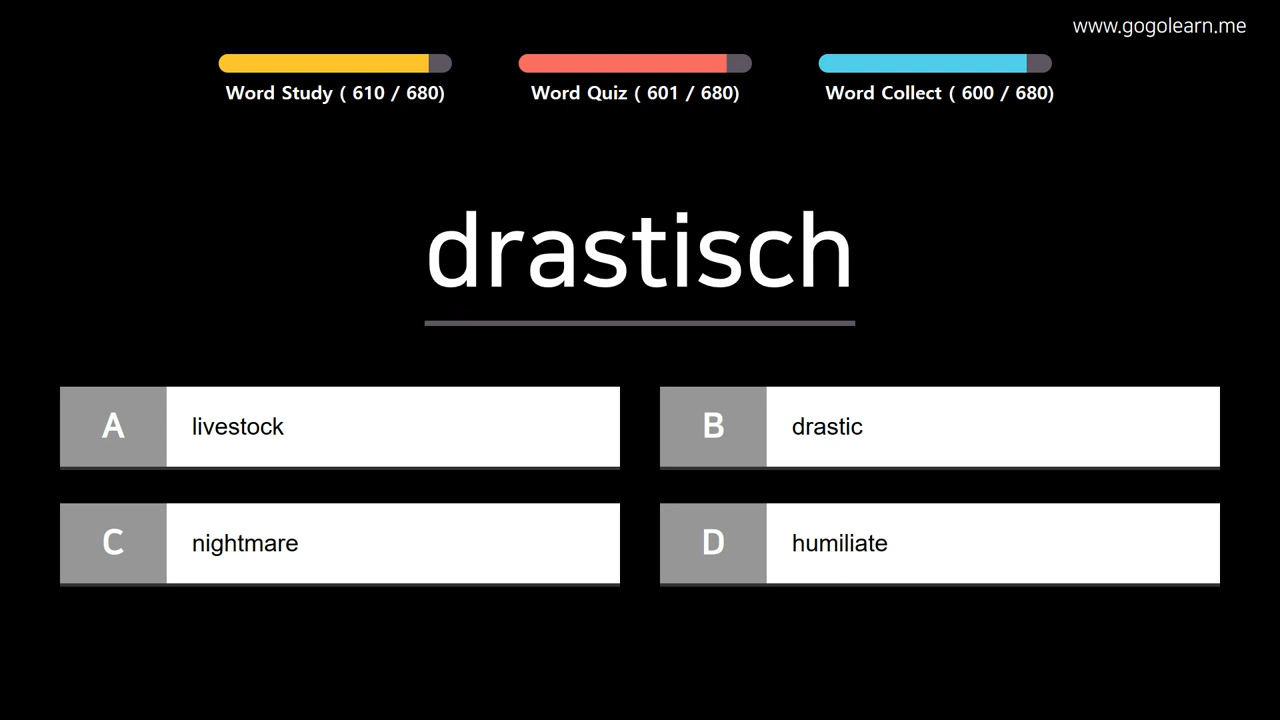 www.gogolearn.me
Word Study ( 610 / 680)
Word Quiz ( 601 / 680)
Word Collect ( 600 / 680)
drastisch
A livestock
B drastic
C nightmare
D humiliate